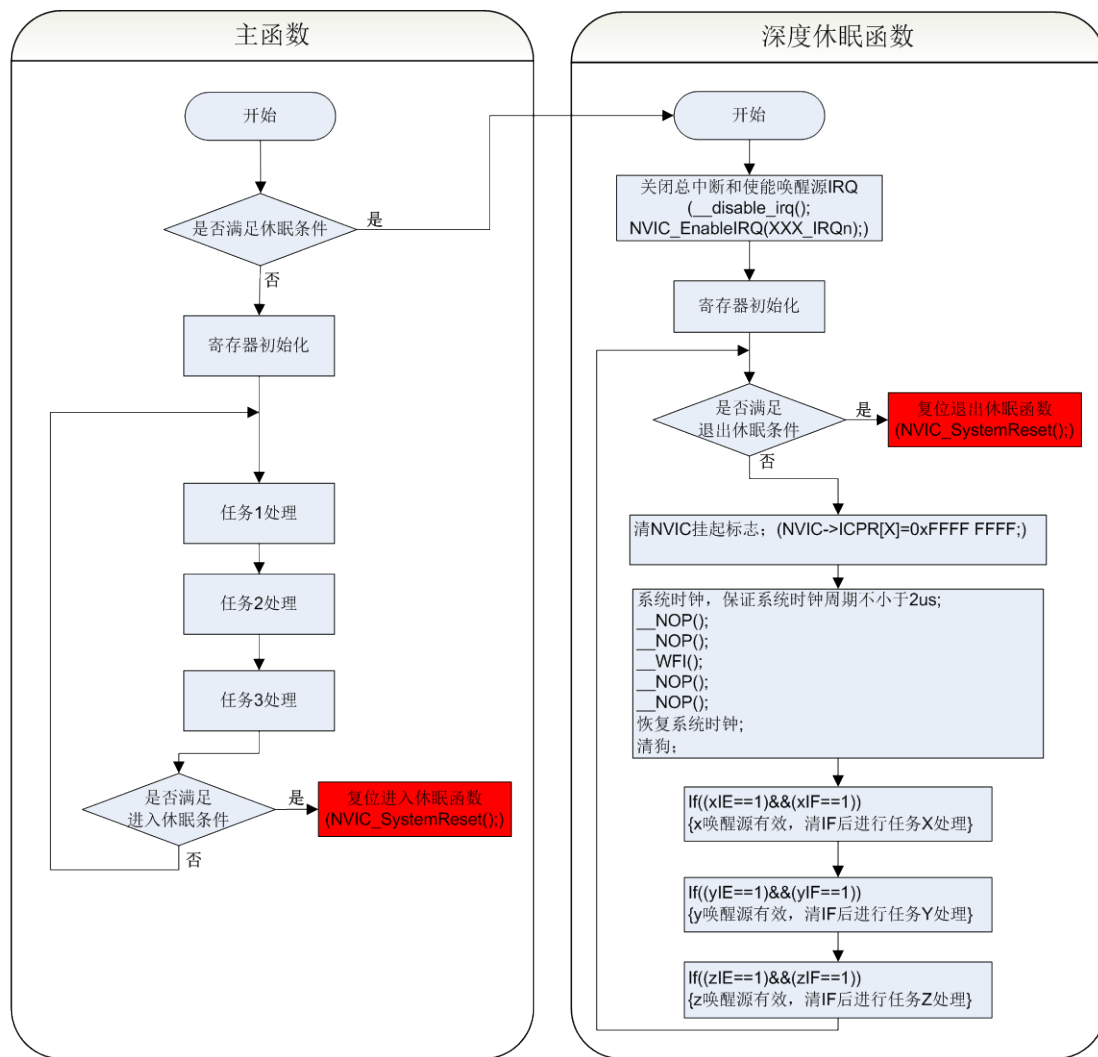 主函数
开始
是否满足休眠条件
是
否
寄存器初始化
任务1处理
任务2处理
任务3处理
是否满足
进入休眠条件
是
复位进入休眠函数
(NVIC_SystemReset();)
否
深度休眠函数
开始
关闭总中断和使能唤醒源IRQ
(__disable_irq();
NVIC_EnableIRQ(XXX_IRQn);)
寄存器初始化
是否满足
退出休眠条件
是
复位退出休眠函数
(NVIC_SystemReset();)
否
清NVIC挂起标志；(NVIC->ICPR[X]=0xFFFF FFFF;)
系统时钟，保证系统时钟周期不小于2us;
__NOP();
__NOP();
__WFI();
__NOP();
__NOP();
恢复系统时钟;
清狗；
If((xIE==1)&&(xIF==1))
{x唤醒源有效，清IF后进行任务X处理}
If((yIE==1)&&(yIF==1))
{y唤醒源有效，清IF后进行任务Y处理}
If((zIE==1)&&(zIF==1))
{z唤醒源有效，清IF后进行任务Z处理}